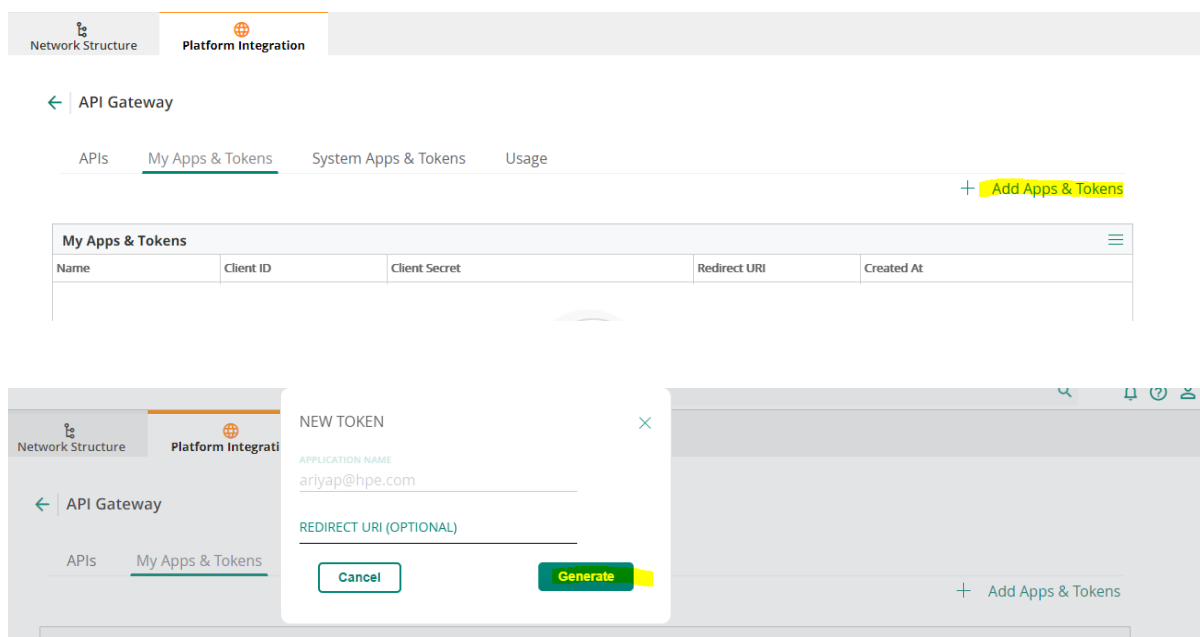 Network Structure
Platform Integration
API Gateway
APIs My Apps & Tokens System Apps & Tokens Usage
Add Apps & Tokens
My Apps & Tokens
Name Client ID Client Secret Redirect URI Created At
NEW TOKEN
Network Structure
Platform Integrati
APPLICATION NAME
ariyap@hpe.com
API Gateway
REDIRECT URI (OPTIONAL)
APIs My Apps & Tokens
Cancel Generate
Add Apps & Tokens